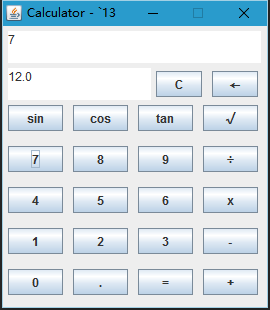 Calculator - `13
7
12.0
C ←
sin cos tan √
7 8 9 ÷
4 5 6 x
1 2 3 -
0 . = +